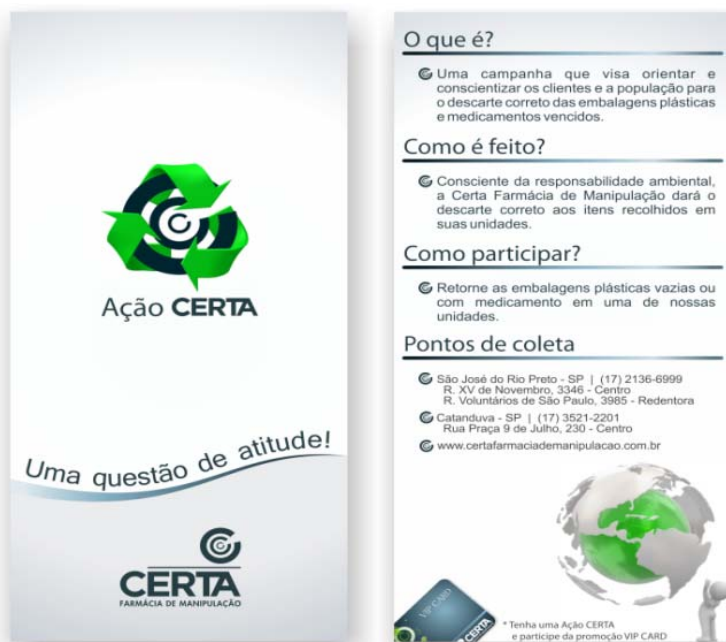 Ação CERTA
Uma questão de atitude!
CERTA
FARMÁCIA DE MANIPULAÇÃO
O que é?
Uma campanha que visa orientar e
conscientizar os clientes e a população para
o descarte correto das embalagens plásticas
e medicamentos vencidos.
Como é feito?
Consciente da responsabilidade ambiental,
a Certa Farmácia de Manipulação dará o
descarte correto aos itens recolhidos em
suas unidades.
Como participar?
Retorne as embalagens plásticas vazias ou
com medicamento em uma de nossas
unidades.
Pontos de coleta
São José do Rio Preto - SP | (17) 2136-6999
R. XV de Novembro, 3346 - Centro
R. Voluntários de São Paulo, 3985 - Redentora
Catanduva - SP | (17) 3521-2201
Rua Praça 9 de Julho, 230 - Centro
www.certafarmaciademanipulacao.com.br
VIP CARD
CERTA
* Tenha uma Ação CERTA
e participe da promoção VIP CARD